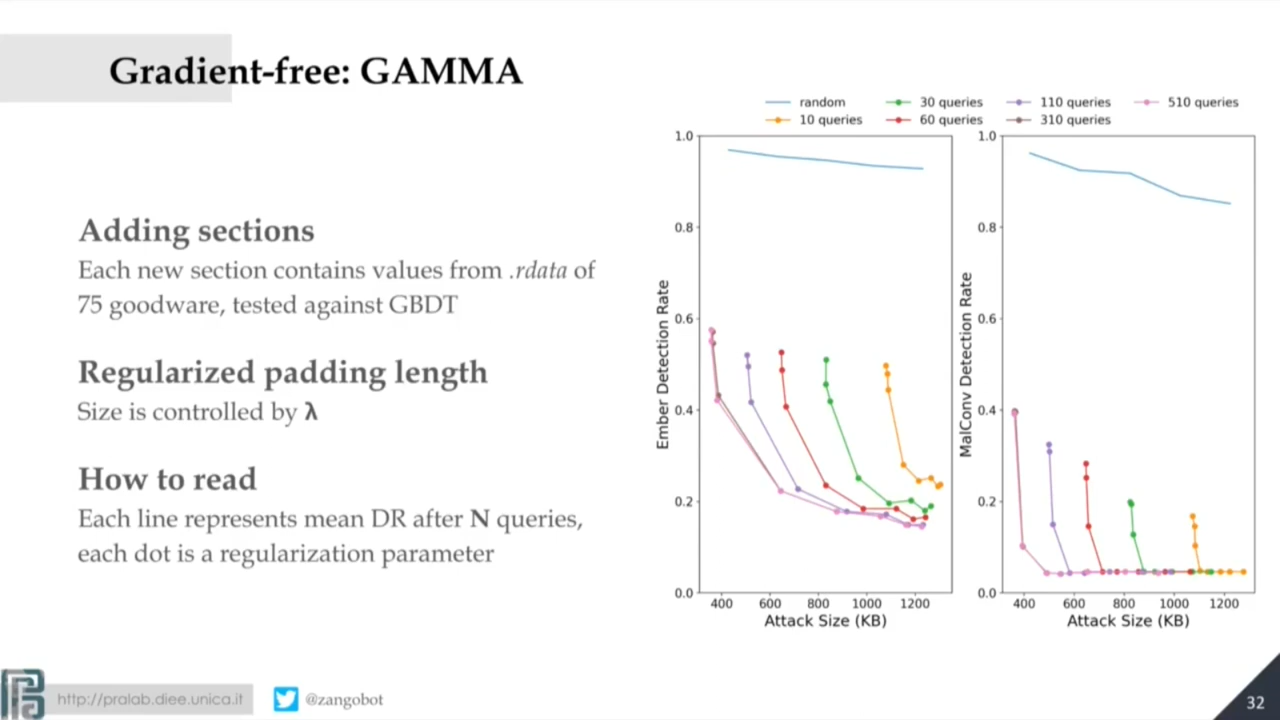 Gradient-free: GAMMA
Adding sections
Each new section contains values from .rdata of
75 goodware, tested against GBDT
Regularized padding length
Size is controlled by λ
How to read
Each line represents mean DR after N queries,
each dot is a regularization parameter
random
10 queries
30 queries
60 queries
110 queries
310 queries
510 queries
Ember Detection Rate
1.0
0.8
0.6
0.4
0.2
0.0
400 600 800 1000 1200
Attack Size (KB)
MalConv Detection Rate
1.0
0.8
0.6
0.4
0.2
0.0
400 600 800 1000 1200
Attack Size (KB)
http://pralab.diee.unica.it
@zangobot
32